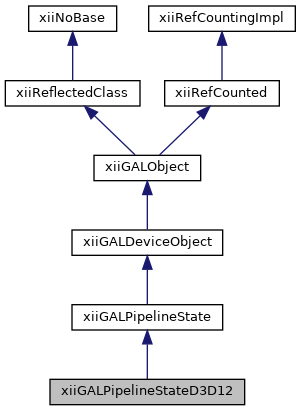 xiiNoBase
xiiRefCountingImpl
xiiReflectedClass
xiiRefCounted
xiiGALObject
xiiGALDeviceObject
xiiGALPipelineState
xiiGALPipelineStateD3D12